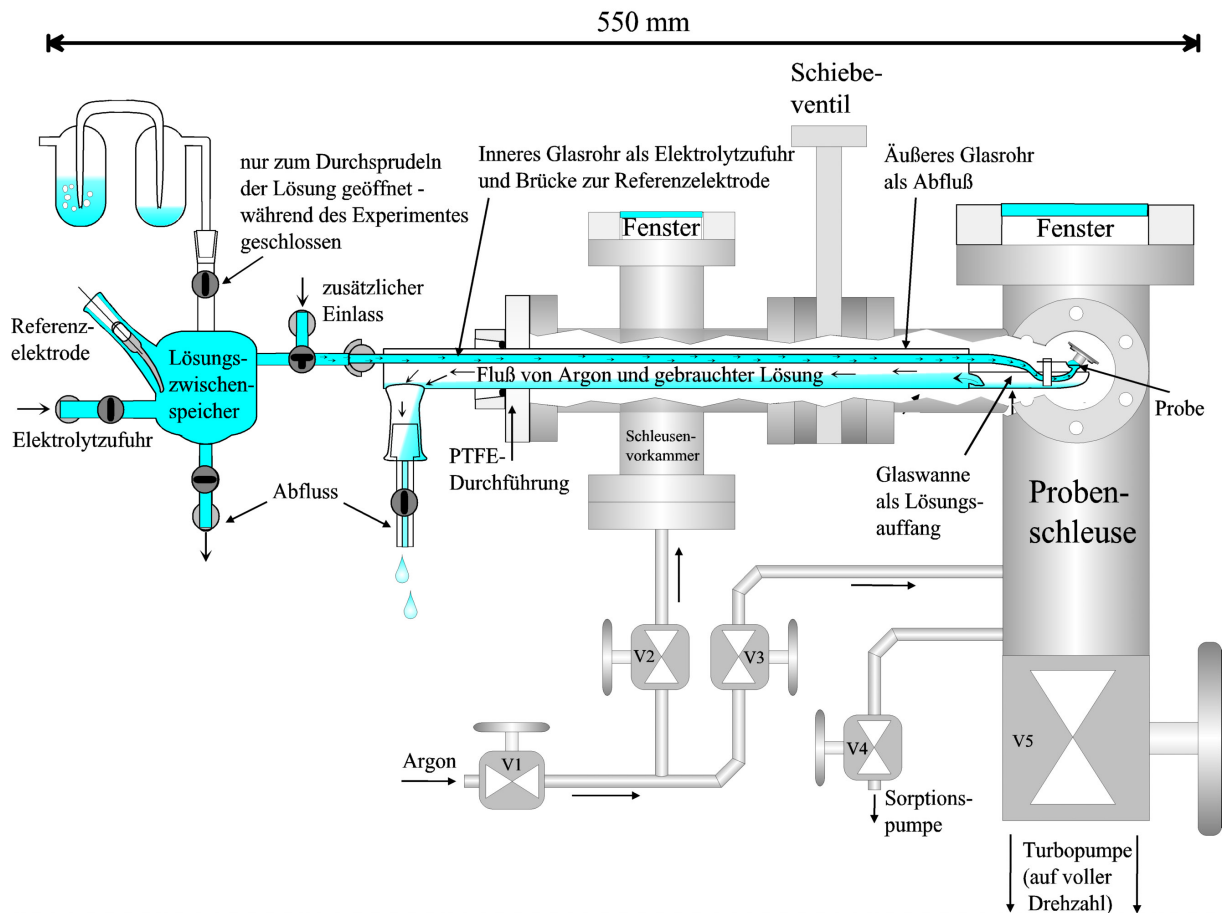 550 mm
Schiebe-
ventil
nur zum Durchsprudeln
der Lösung geöffnet -
während des Experimentes
geschlossen
Inneres Glasrohr als Elektrolytzufuhr
und Brücke zur Referenzelektrode
Äußeres Glasrohr
als Abfluß
Fenster
Fenster
zusätzlicher
Einlass
Referenz-
elektrode
Lösungs-
zwischen-
speicher
Fluß von Argon und gebrauchter Lösung
Probe
Elektrolytzufuhr
PTFE-
Durchführung
Schleusen-
vorkammer
Glaswanne
als Lösungs-
auffang
Proben-
schleuse
Abfluss
V2
V3
V4
V5
V1
Argon
Sorptions-
pumpe
Turbopumpe
(auf voller
Drehzahl)